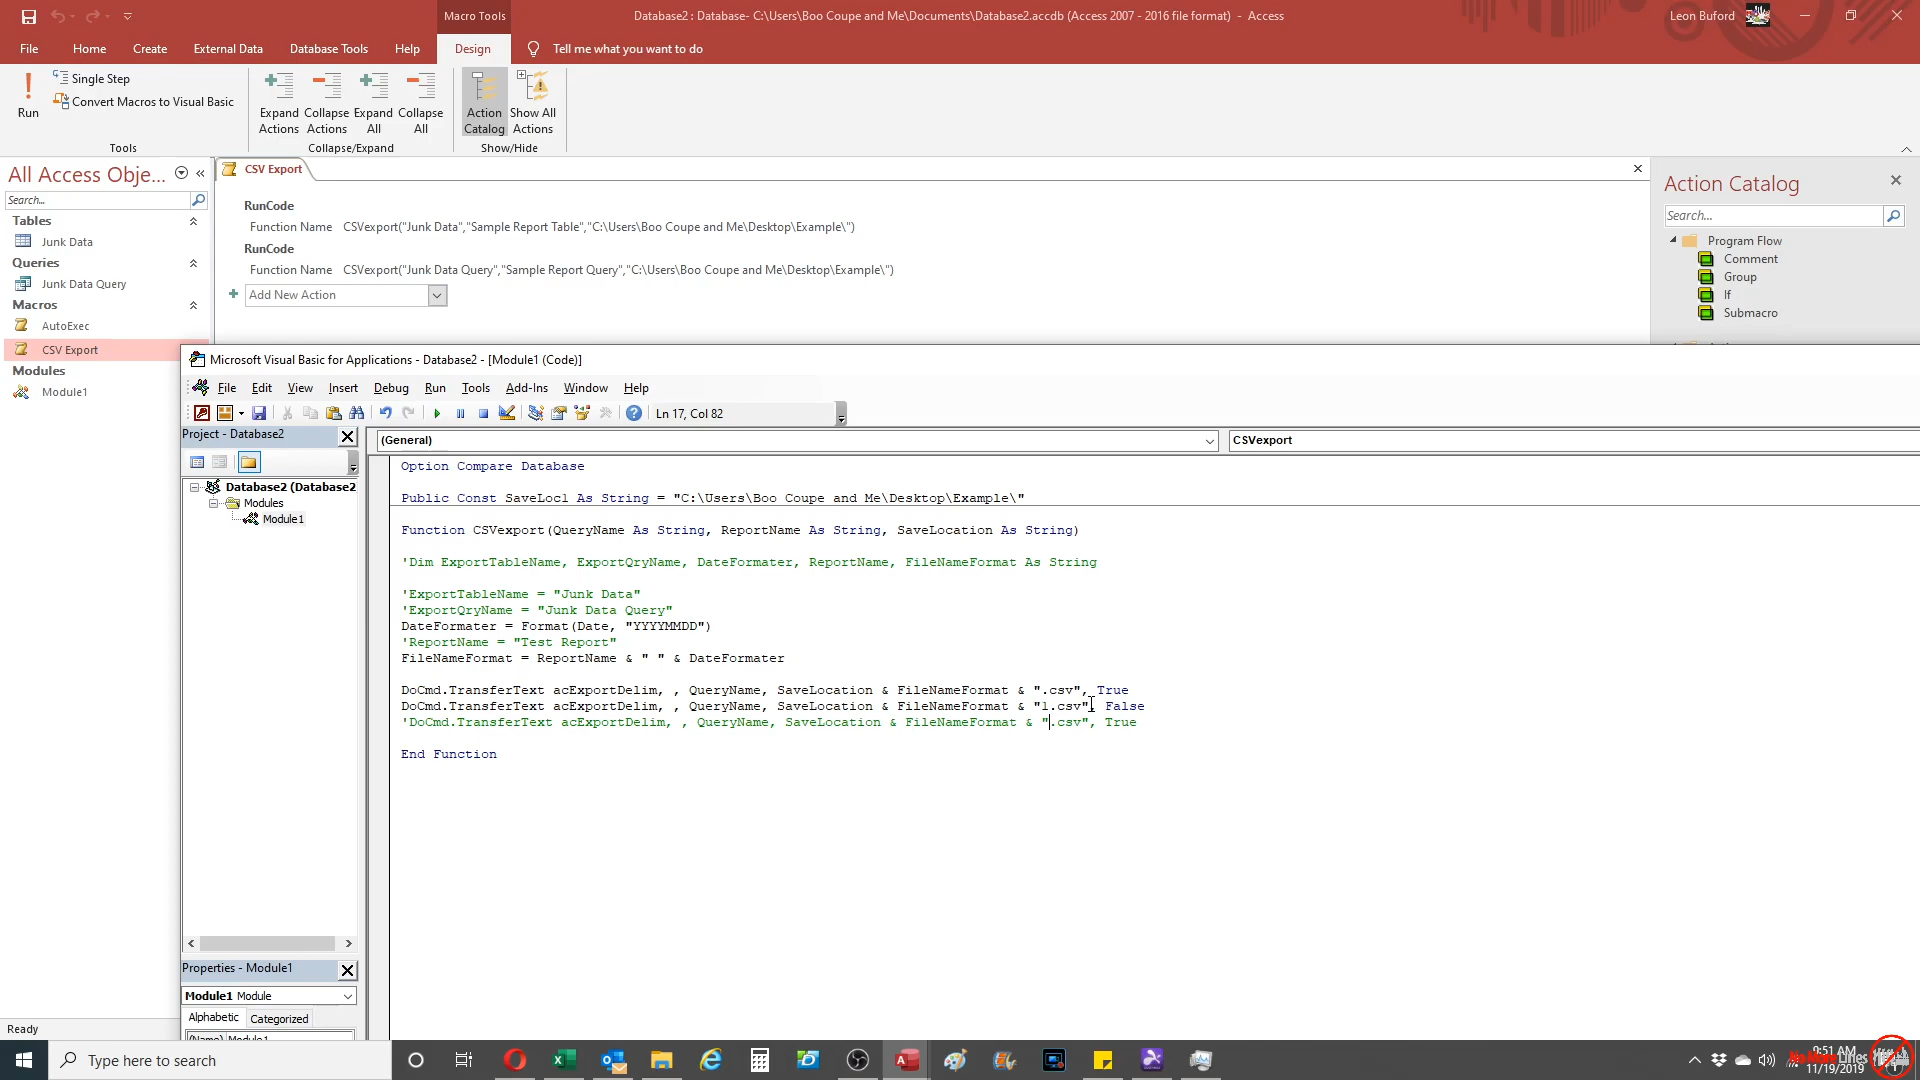 Macro Tools
Database2 : Database- C:\Users\Boo Coupe and Me\Documents\Database2.accdb (Access 2007 - 2016 file format) - Access
Leon Buford
File Home Create External Data Database Tools Help Design Tell me what you want to do
Run
Single Step
Convert Macros to Visual Basic
Tools
Expand Actions
Collapse Actions
Expand All
Collapse All
Collapse/Expand
Action Catalog
Show All Actions
Show/Hide
All Access Obje...
Search...
Tables
Junk Data
Queries
Junk Data Query
Macros
AutoExec
CSV Export
Modules
Module1
CSV Export
RunCode
Function Name CSVexport("Junk Data","Sample Report Table","C:\Users\Boo Coupe and Me\Desktop\Example\")
RunCode
Function Name CSVexport("Junk Data Query","Sample Report Query","C:\Users\Boo Coupe and Me\Desktop\Example\")
Add New Action
Action Catalog
Search...
Program Flow
Comment
Group
If
Submacro
Microsoft Visual Basic for Applications - Database2 - [Module1 (Code)]
File Edit View Insert Debug Run Tools Add-Ins Window Help
Ln 17, Col 82
Project - Database2
Database2 (Database2
Modules
Module1
Properties - Module1
Module1 Module
Alphabetic Categorized
(Name) Module1
(General)
CSVexport
Option Compare Database
Public Const SaveLoc1 As String = "C:\Users\Boo Coupe and Me\Desktop\Example\"
Function CSVexport(QueryName As String, ReportName As String, SaveLocation As String)
'Dim ExportTableName, ExportQryName, DateFormater, ReportName, FileNameFormat As String
'ExportTableName = "Junk Data"
'ExportQryName = "Junk Data Query"
DateFormater = Format(Date, "YYYYMMDD")
'ReportName = "Test Report"
FileNameFormat = ReportName & " " & DateFormater
DoCmd.TransferText acExportDelim, , QueryName, SaveLocation & FileNameFormat & ".csv", True
DoCmd.TransferText acExportDelim, , QueryName, SaveLocation & FileNameFormat & "1.csv", False
'DoCmd.TransferText acExportDelim, , QueryName, SaveLocation & FileNameFormat & ".csv", True
End Function
Ready
Type here to search
9:51 AM
11/19/2019
No More Lines